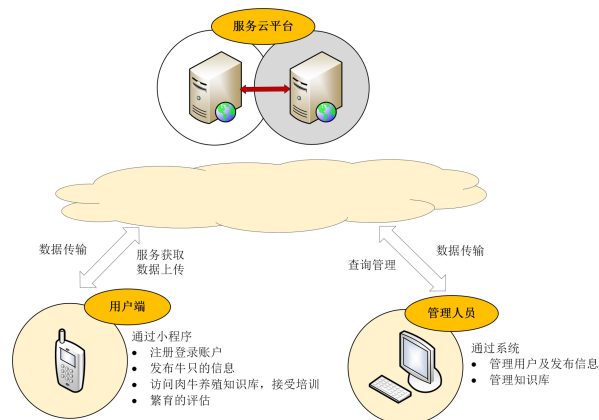 服务云平台
数据传输
服务获取
数据上传
数据传输
查询管理
用户端
通过小程序
• 注册登录账户
• 发布牛只的信息
• 访问肉牛养殖知识库，接受培训
• 繁育的评估
管理人员
通过系统
• 管理用户及发布信息
• 管理知识库